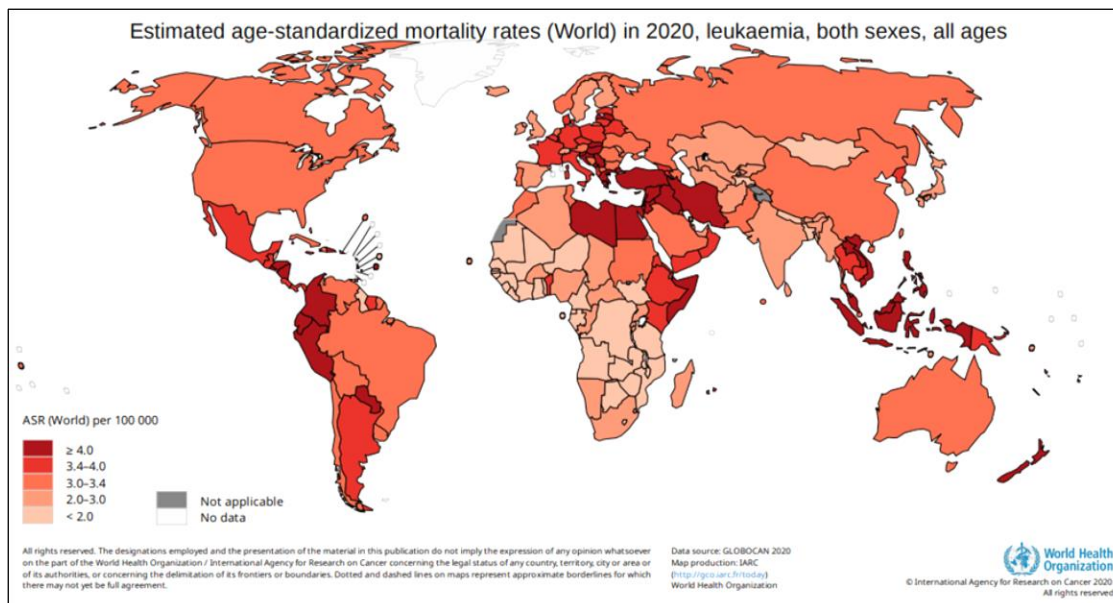 Estimated age-standardized mortality rates (World) in 2020, leukaemia, both sexes, all ages
ASR (World) per 100 000
≥ 4.0
3.4–4.0
3.0–3.4
2.0–3.0
< 2.0
Not applicable
No data
All rights reserved. The designations employed and the presentation of the material in this publication do not imply the expression of any opinion whatsoever
on the part of the World Health Organization / International Agency for Research on Cancer concerning the legal status of any country, territory, city or area or
of its authorities, or concerning the delimitation of its frontiers or boundaries. Dotted and dashed lines on maps represent approximate borderlines for which
there may not yet be full agreement.
Data source: GLOBOCAN 2020
Map production: IARC
(http://gco.iarc.fr/today)
World Health Organization
World Health
Organization
© International Agency for Research on Cancer 2020
All rights reserved